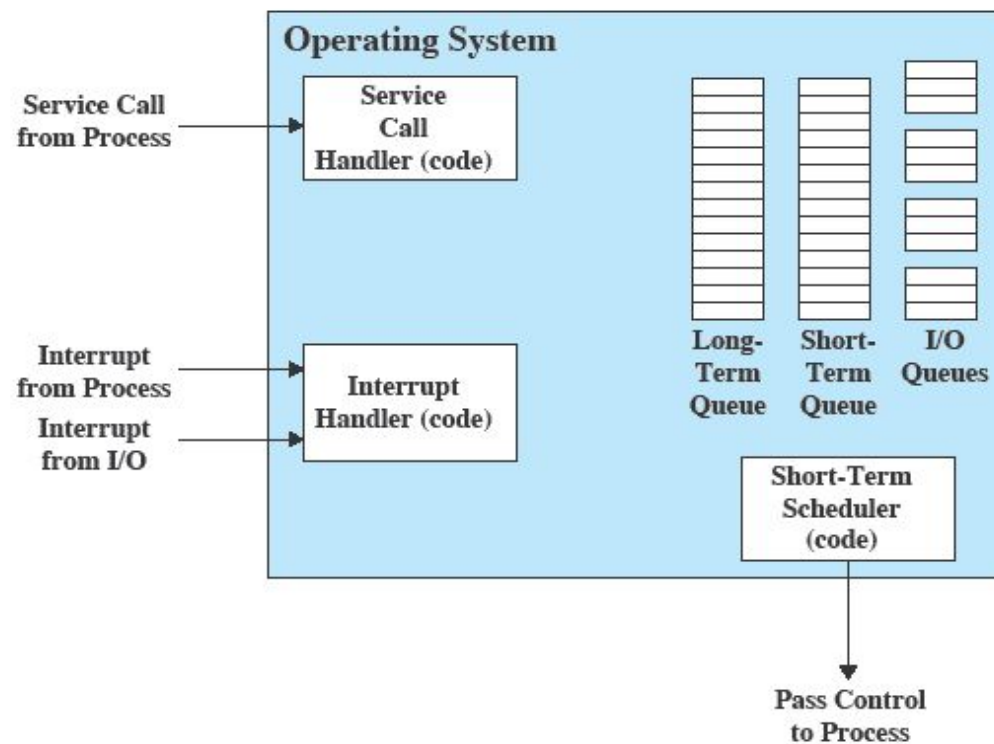 Operating System
Service Call
from Process
Service
Call
Handler (code)
Interrupt
from Process
Interrupt
from I/O
Interrupt
Handler (code)
Long-
Term
Queue
Short-
Term
Queue
I/O
Queues
Short-Term
Scheduler
(code)
Pass Control
to Process